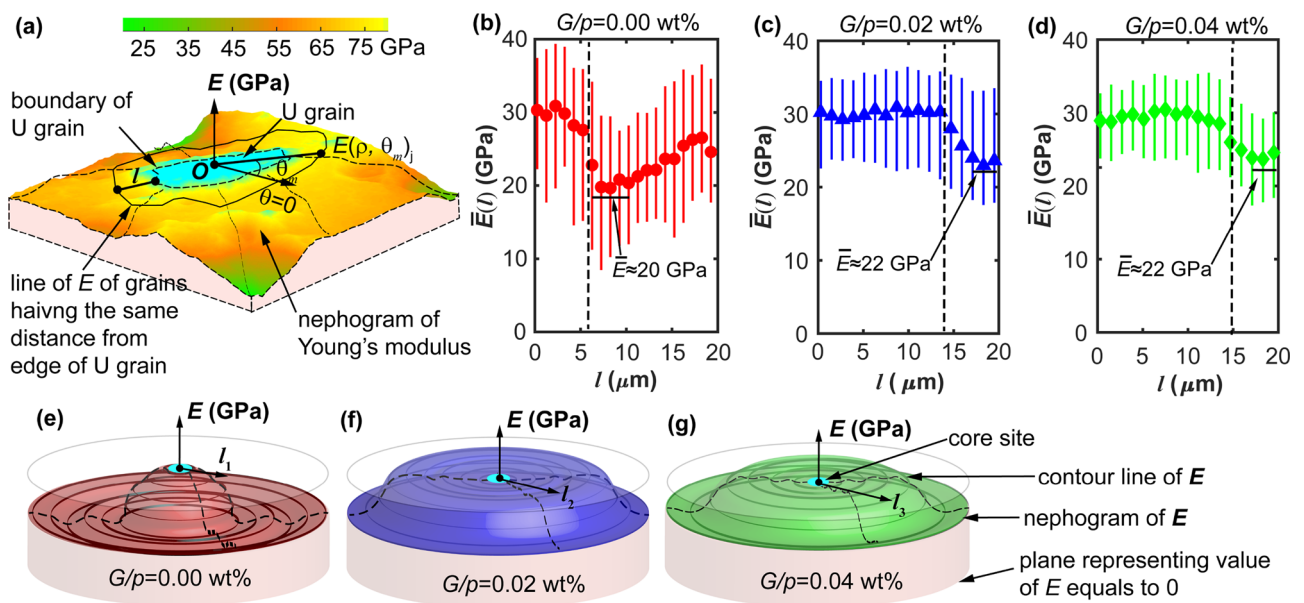 (a)
25 35 45 55 65 75 GPa
E (GPa)
boundary of
U grain
U grain
E(ρ, θm)j
l
O
θm
θ=0
line of E of grains
haivng the same
distance from
edge of U grain
nephogram of
Young's modulus
(b)
G/p=0.00 wt%
40
30
20
10
0
E̅(l) (GPa)
E̅≈20 GPa
0 5 10 15 20
l (μm)
(c)
G/p=0.02 wt%
40
30
20
10
0
E̅(l) (GPa)
E̅≈22 GPa
0 5 10 15 20
l (μm)
(d)
G/p=0.04 wt%
40
30
20
10
0
E̅(l) (GPa)
E̅≈22 GPa
0 5 10 15 20
l (μm)
(e)
E (GPa)
l1
G/p=0.00 wt%
(f)
E (GPa)
l2
G/p=0.02 wt%
(g)
E (GPa)
l3
G/p=0.04 wt%
core site
contour line of E
nephogram of E
plane representing value
of E equals to 0